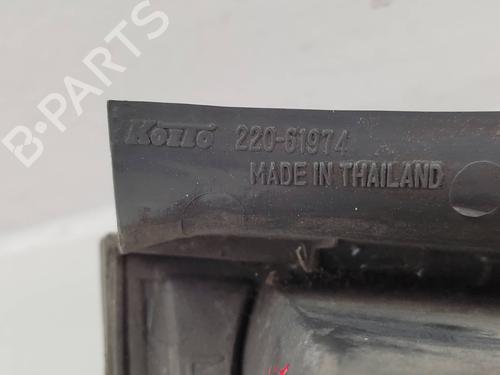 KOITO 220-61974
MADE IN THAILAND
B-PARTS